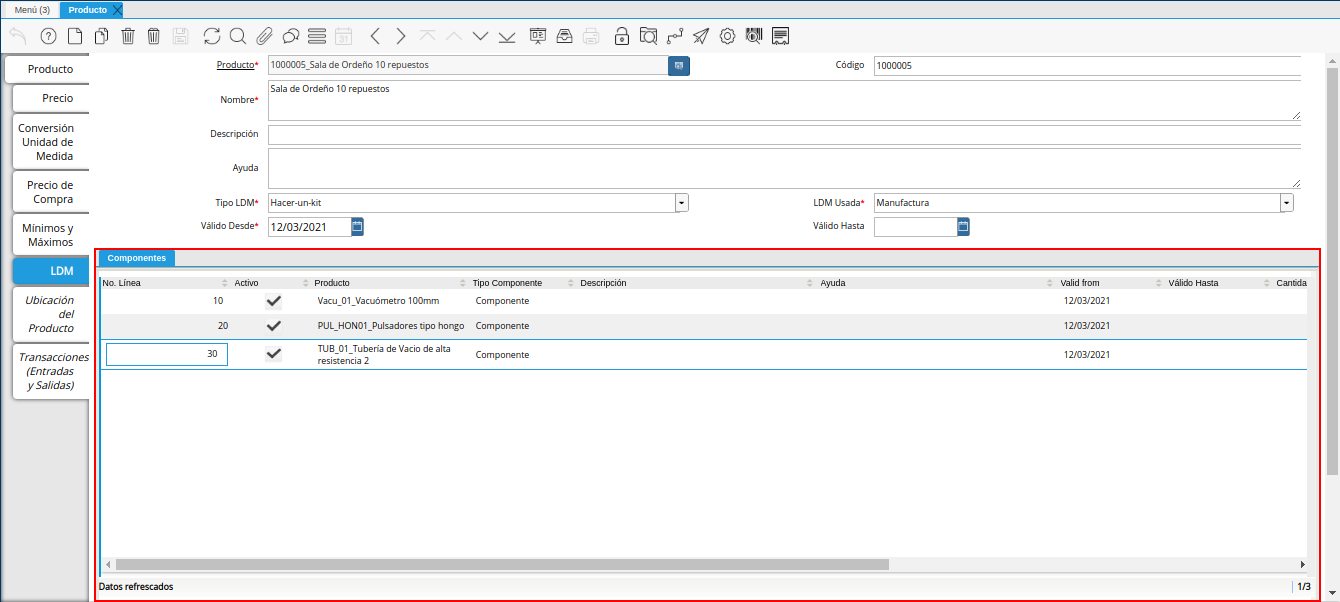 Menú (3) Producto
Producto
Precio
Conversión
Unidad de
Medida
Precio de
Compra
Mínimos y
Máximos
LDM
Ubicación
del
Producto
Transacciones
(Entradas
y Salidas)
Producto* 1000005_Sala de Ordeño 10 repuestos Código 1000005
Nombre* Sala de Ordeño 10 repuestos
Descripción
Ayuda
Tipo LDM* Hacer-un-kit LDM Usada* Manufactura
Válido Desde* 12/03/2021 Válido Hasta
Componentes
No. Línea Activo Producto Tipo Componente Descripción Ayuda Valid from Válido Hasta Cantida
10 Vacu_01_Vacuómetro 100mm Componente 12/03/2021
20 PUL_HON01_Pulsadores tipo hongo Componente 12/03/2021
30 TUB_01_Tubería de Vacio de alta
resistencia 2 Componente 12/03/2021
Datos refrescados 1/3